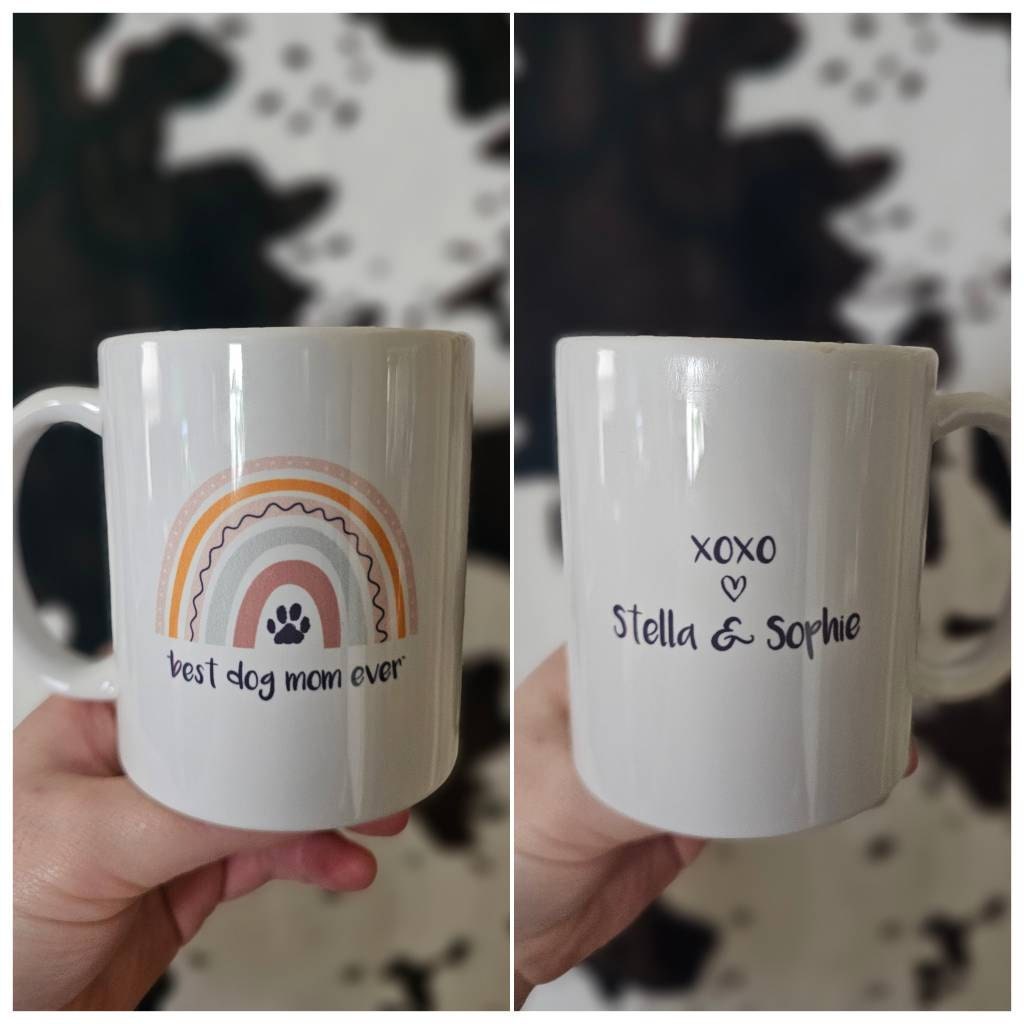 best dog mom ever
xoxo
Stella & Sophie